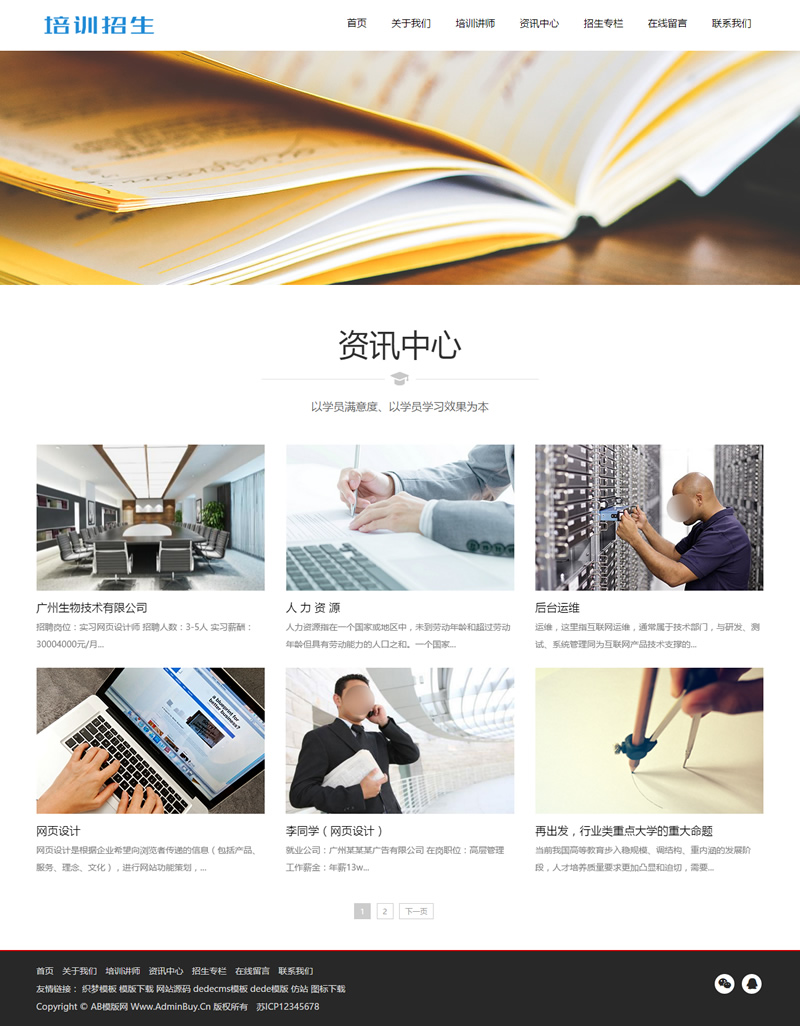 培训招生
首页 关于我们 培训讲师 资讯中心 招生专栏 在线留言 联系我们
资讯中心
以学员满意度、以学员学习效果为本
a blueprint for
better business?
广州生物技术有限公司
招聘岗位：实习网页设计师 招聘人数：3-5人 实习薪酬：
30004000元/月...
人 力 资 源
人力资源指在一个国家或地区中，未到劳动年龄和超过劳动
年龄但具有劳动能力的人口之和。一个国家...
后台运维
运维，这里指互联网运维，通常属于技术部门，与研发、测
试、系统管理同为互联网产品技术支撑的...
网页设计
网页设计是根据企业希望向浏览者传递的信息（包括产品、
服务、理念、文化），进行网站功能策划，...
李同学（网页设计）
就业公司：广州某某某广告有限公司 在岗职位：高层管理
工作薪金：年薪13w...
再出发，行业类重点大学的重大命题
当前我国高等教育步入稳规模、调结构、重内涵的发展阶
段，人才培养质量要求更加凸显和迫切，需要...
1 2 下一页
首页 关于我们 培训讲师 资讯中心 招生专栏 在线留言 联系我们
友情链接： 织梦模板 模版下载 网站源码 dedecms模板 dede模版 仿站 图标下载
Copyright © AB模版网 Www.AdminBuy.Cn 版权所有 苏ICP12345678